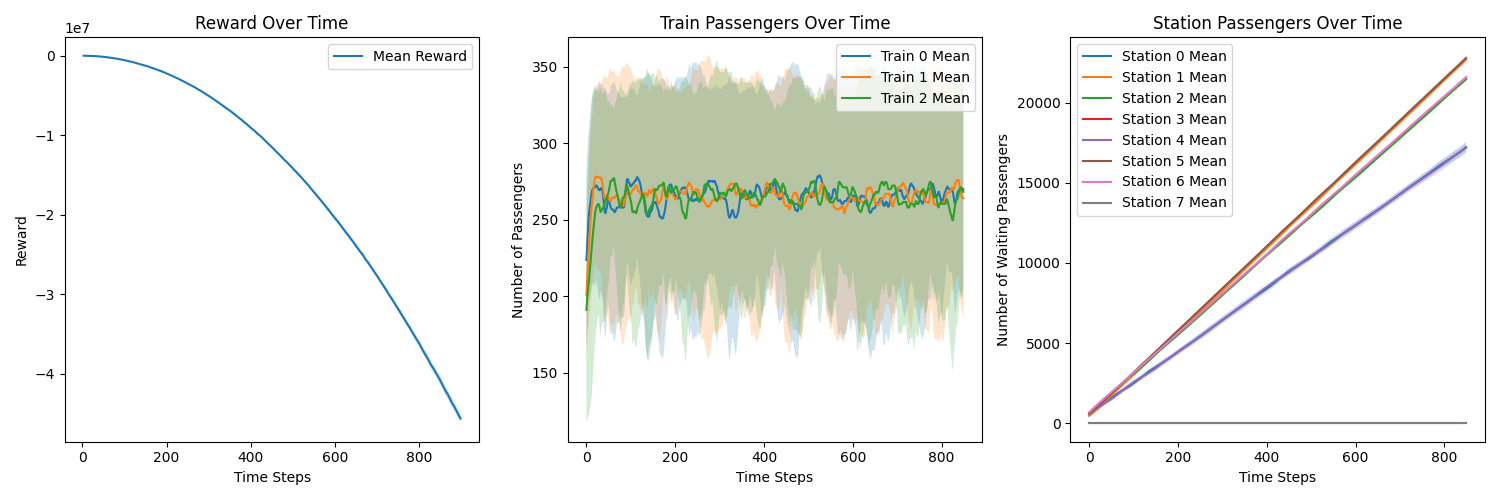 Reward Over Time
1e7
Mean Reward
0
−1
−2
−3
−4
Reward
0
200
400
600
800
Time Steps
Train Passengers Over Time
Train 0 Mean
Train 1 Mean
Train 2 Mean
350
300
250
200
150
Number of Passengers
0
200
400
600
800
Time Steps
Station Passengers Over Time
Station 0 Mean
Station 1 Mean
Station 2 Mean
Station 3 Mean
Station 4 Mean
Station 5 Mean
Station 6 Mean
Station 7 Mean
20000
15000
10000
5000
0
Number of Waiting Passengers
0
200
400
600
800
Time Steps